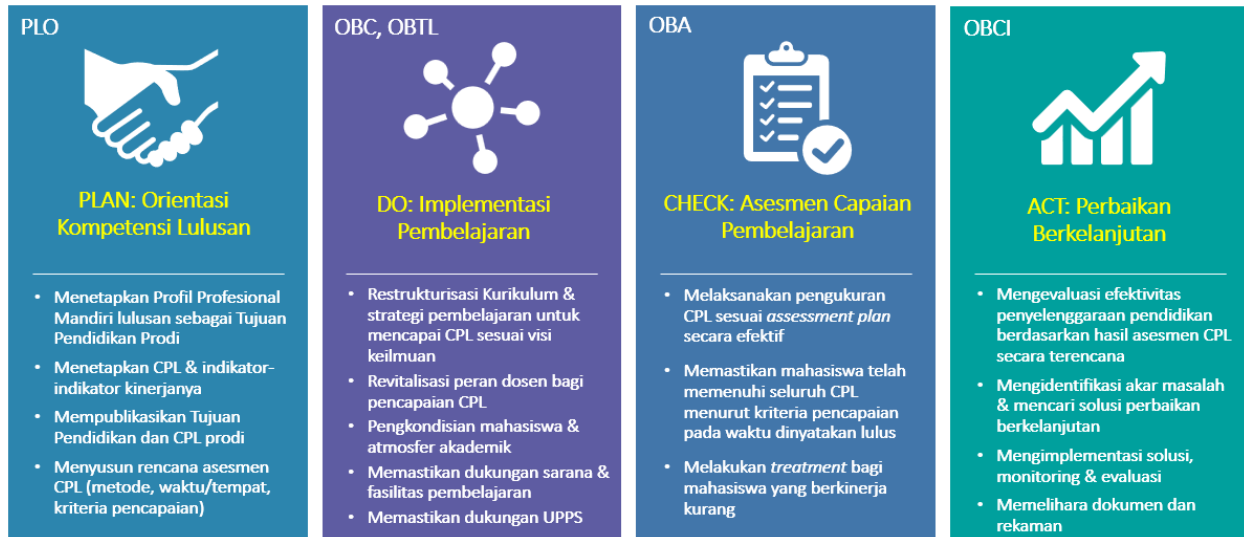 PLO
PLAN: Orientasi
Kompetensi Lulusan
• Menetapkan Profil Profesional
Mandiri lulusan sebagai Tujuan
Pendidikan Prodi
• Menetapkan CPL & indikator-
indikator kinerjanya
• Mempublikasikan Tujuan
Pendidikan dan CPL prodi
• Menyusun rencana asesmen
CPL (metode, waktu/tempat,
kriteria pencapaian)
OBC, OBTL
DO: Implementasi
Pembelajaran
• Restrukturisasi Kurikulum &
strategi pembelajaran untuk
mencapai CPL sesuai visi
keilmuan
• Revitalisasi peran dosen bagi
pencapaian CPL
• Pengkondisian mahasiswa &
atmosfer akademik
• Memastikan dukungan sarana &
fasilitas pembelajaran
• Memastikan dukungan UPPS
OBA
CHECK: Asesmen Capaian
Pembelajaran
• Melaksanakan pengukuran
CPL sesuai assessment plan
secara efektif
• Memastikan mahasiswa telah
memenuhi seluruh CPL
menurut kriteria pencapaian
pada waktu dinyatakan lulus
• Melakukan treatment bagi
mahasiswa yang berkinerja
kurang
OBCI
ACT: Perbaikan
Berkelanjutan
• Mengevaluasi efektivitas
penyelenggaraan pendidikan
berdasarkan hasil asesmen CPL
secara terencana
• Mengidentifikasi akar masalah
& mencari solusi perbaikan
berkelanjutan
• Mengimplementasi solusi,
monitoring & evaluasi
• Memelihara dokumen dan
rekaman